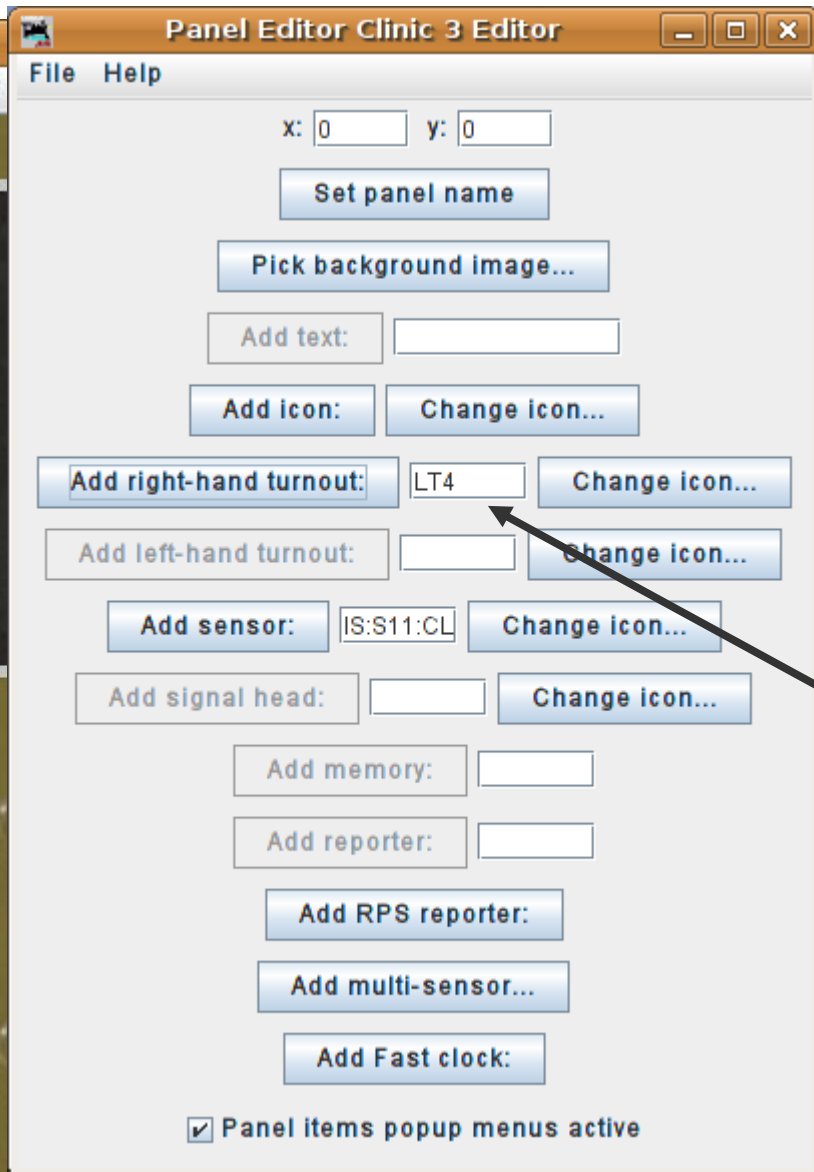 Panel Editor Clinic 3 Editor
File Help
x: 0 y: 0
Set panel name
Pick background image...
Add text:
Add icon: Change icon...
Add right-hand turnout: LT4 Change icon...
Add left-hand turnout: Change icon...
Add sensor: IS:S11:CL Change icon...
Add signal head: Change icon...
Add memory:
Add reporter:
Add RPS reporter:
Add multi-sensor...
Add Fast clock:
Panel items popup menus active